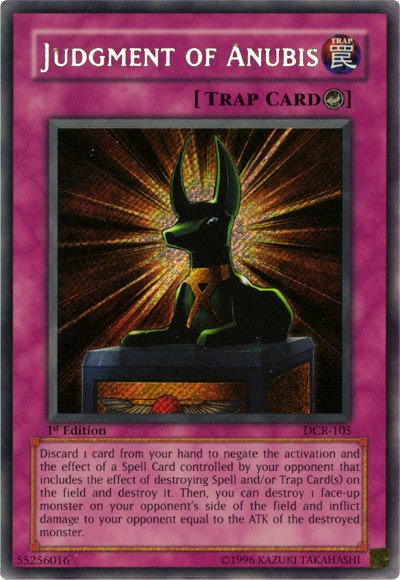 JUDGMENT OF ANUBIS
TRAP
罠
[TRAP CARD]
1st Edition
DCR-105
Discard 1 card from your hand to negate the activation and
the effect of a Spell Card controlled by your opponent that
includes the effect of destroying Spell and/or Trap Card(s) on
the field and destroy it. Then, you can destroy 1 face-up
monster on your opponent's side of the field and inflict
damage to your opponent equal to the ATK of the destroyed
monster.
55256016
©1996 KAZUKI TAKAHASHI